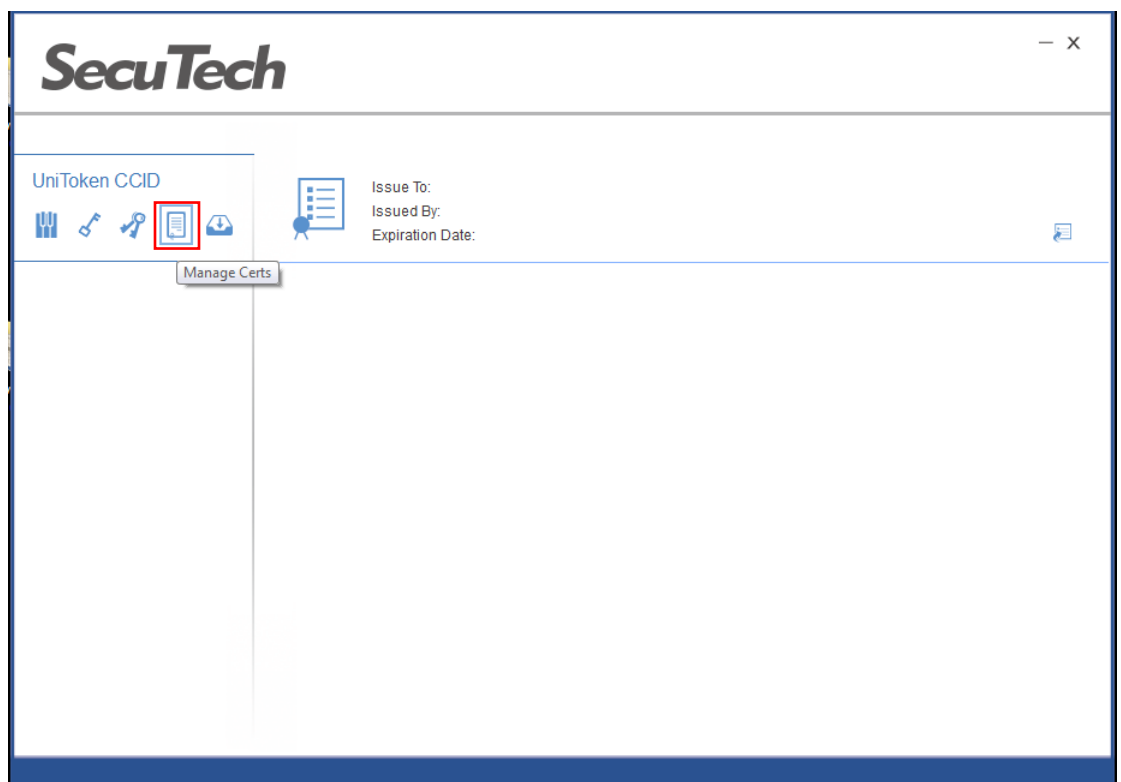 SecuTech
– x
UniToken CCID
Issue To:
Issued By:
Expiration Date:
Manage Certs